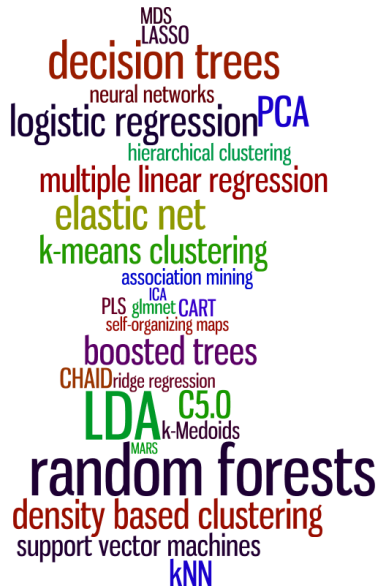 MDS
LASSO
decision trees
neural networks
logistic regression PCA
hierarchical clustering
multiple linear regression
elastic net
k-means clustering
association mining
ICA
PLS glmnet CART
self-organizing maps
boosted trees
CHAID ridge regression
LDA C5.0
k-Medoids
MARS
random forests
density based clustering
support vector machines
kNN